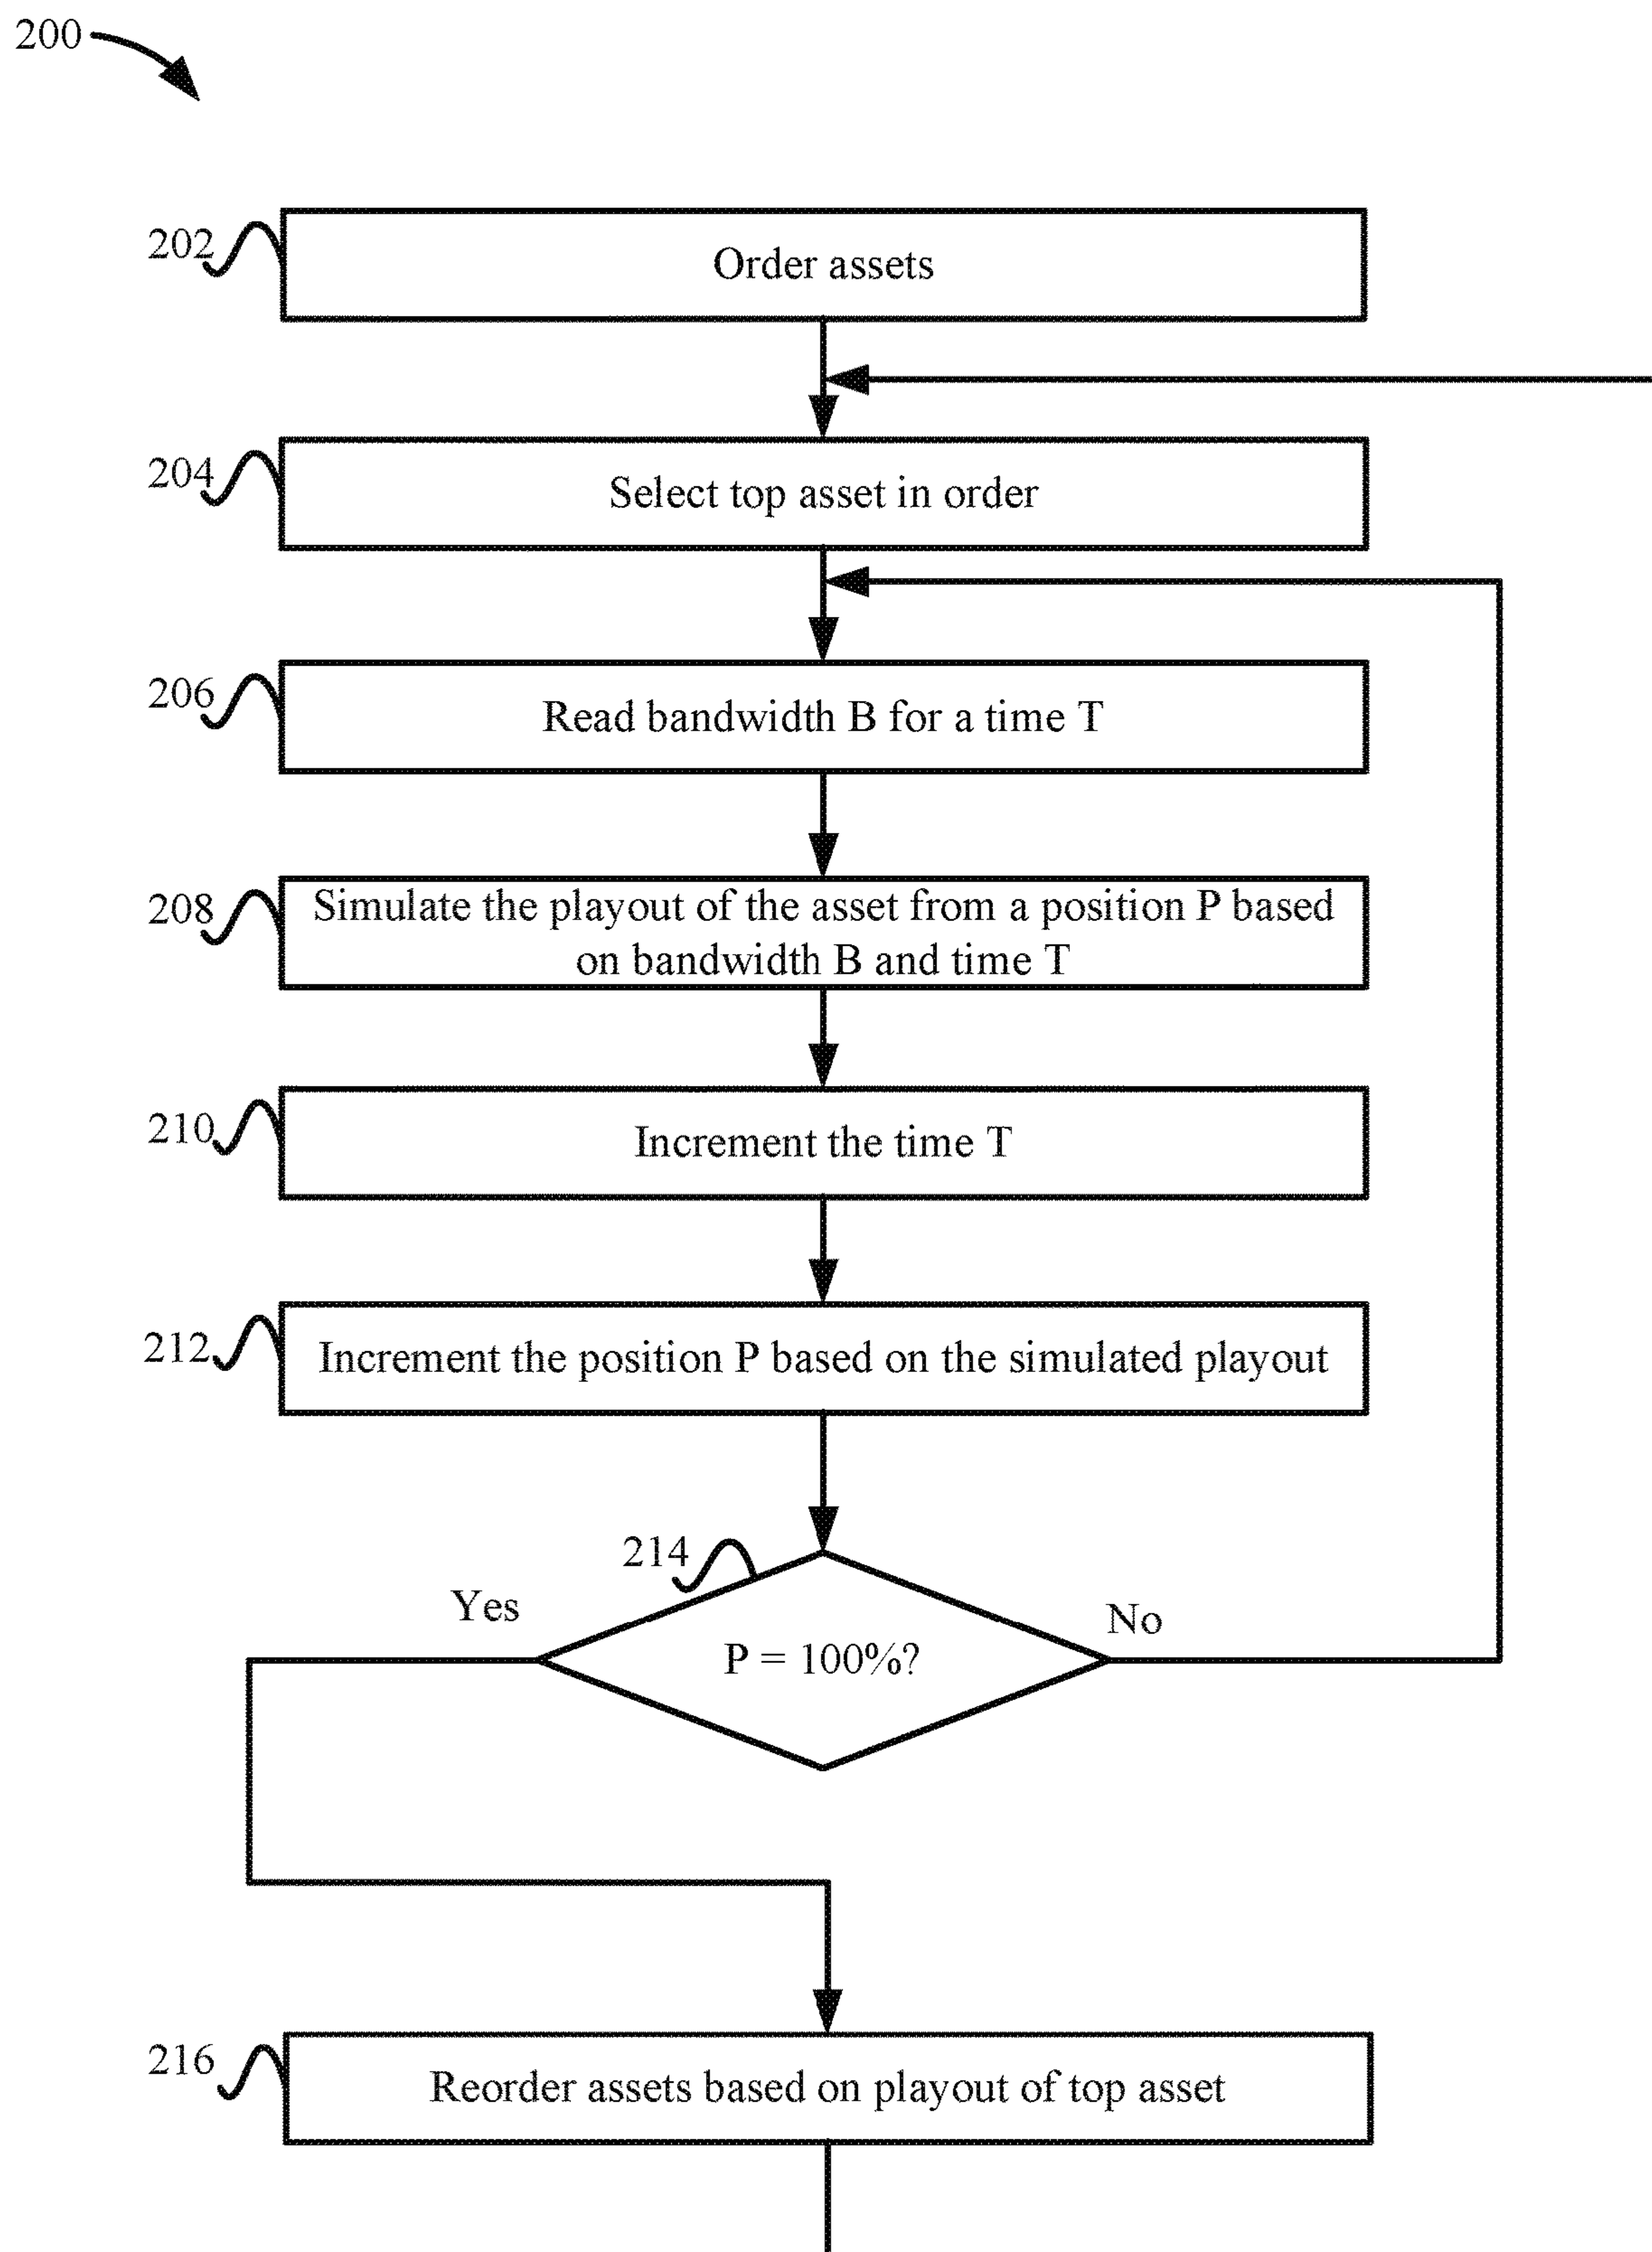 200
202
Order assets
204
Select top asset in order
206
Read bandwidth B for a time T
208
Simulate the playout of the asset from a position P based
on bandwidth B and time T
210
Increment the time T
212
Increment the position P based on the simulated playout
214
Yes
No
P = 100%?
216
Reorder assets based on playout of top asset